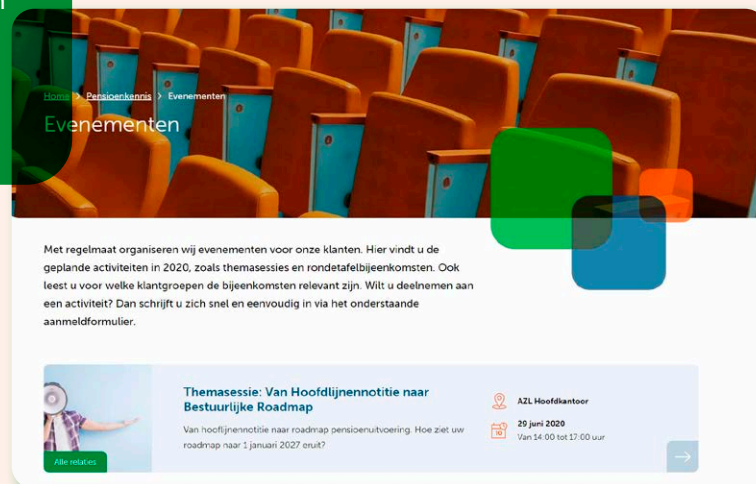 Home > Pensioenkennis > Evenementen
Evenementen
Met regelmaat organiseren wij evenementen voor onze klanten. Hier vindt u de
geplande activiteiten in 2020, zoals themasessies en rondetafelbijeenkomsten. Ook
leest u voor welke klantgroepen de bijeenkomsten relevant zijn. Wilt u deelnemen aan
een activiteit? Dan schrijft u zich snel en eenvoudig in via het onderstaande
aanmeldformulier.
Themasessie: Van Hoofdlijnennotitie naar
Bestuurlijke Roadmap
Van hooflijnennotitie naar roadmap pensioenuitvoering. Hoe ziet uw
roadmap naar 1 januari 2027 eruit?
Alle relaties
AZL Hoofdkantoor
10
29 juni 2020
Van 14:00 tot 17:00 uur